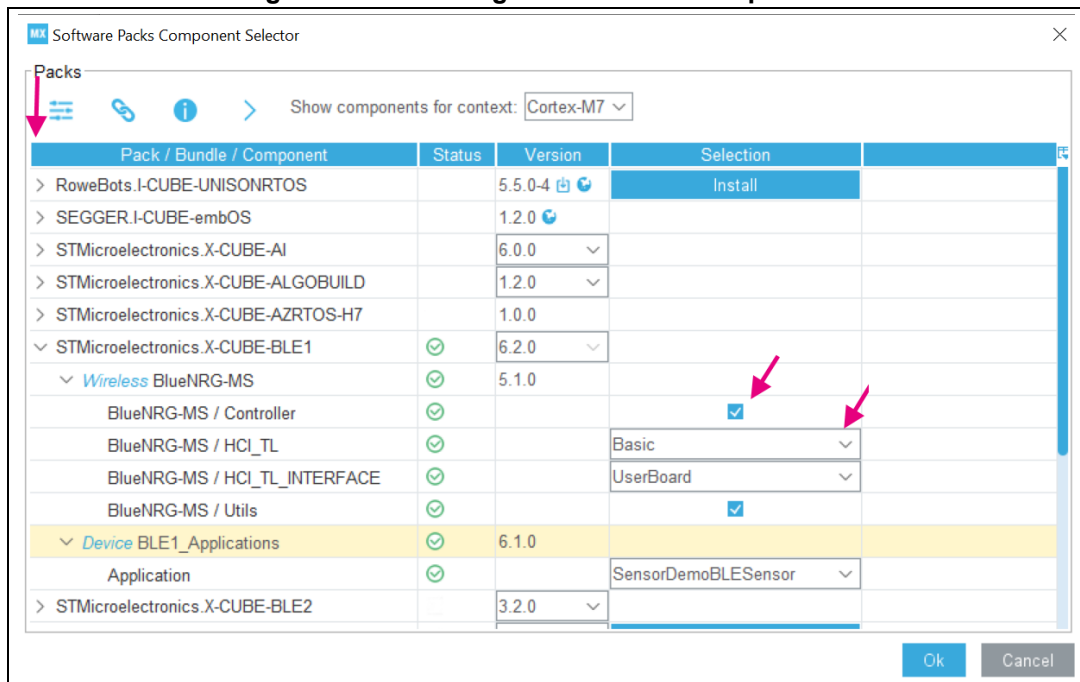 MX Software Packs Component Selector
Packs
Show components for context: Cortex-M7
Pack / Bundle / Component Status Version Selection
RoweBots.I-CUBE-UNISONRTOS 5.5.0-4 Install
SEGGER.I-CUBE-embOS 1.2.0
STMicroelectronics.X-CUBE-AI 6.0.0
STMicroelectronics.X-CUBE-ALGOBUILD 1.2.0
STMicroelectronics.X-CUBE-AZRTOS-H7 1.0.0
STMicroelectronics.X-CUBE-BLE1 6.2.0
Wireless BlueNRG-MS 5.1.0
BlueNRG-MS / Controller
BlueNRG-MS / HCI_TL Basic
BlueNRG-MS / HCI_TL_INTERFACE UserBoard
BlueNRG-MS / Utils
Device BLE1_Applications 6.1.0
Application SensorDemoBLESensor
STMicroelectronics.X-CUBE-BLE2 3.2.0
Ok Cancel